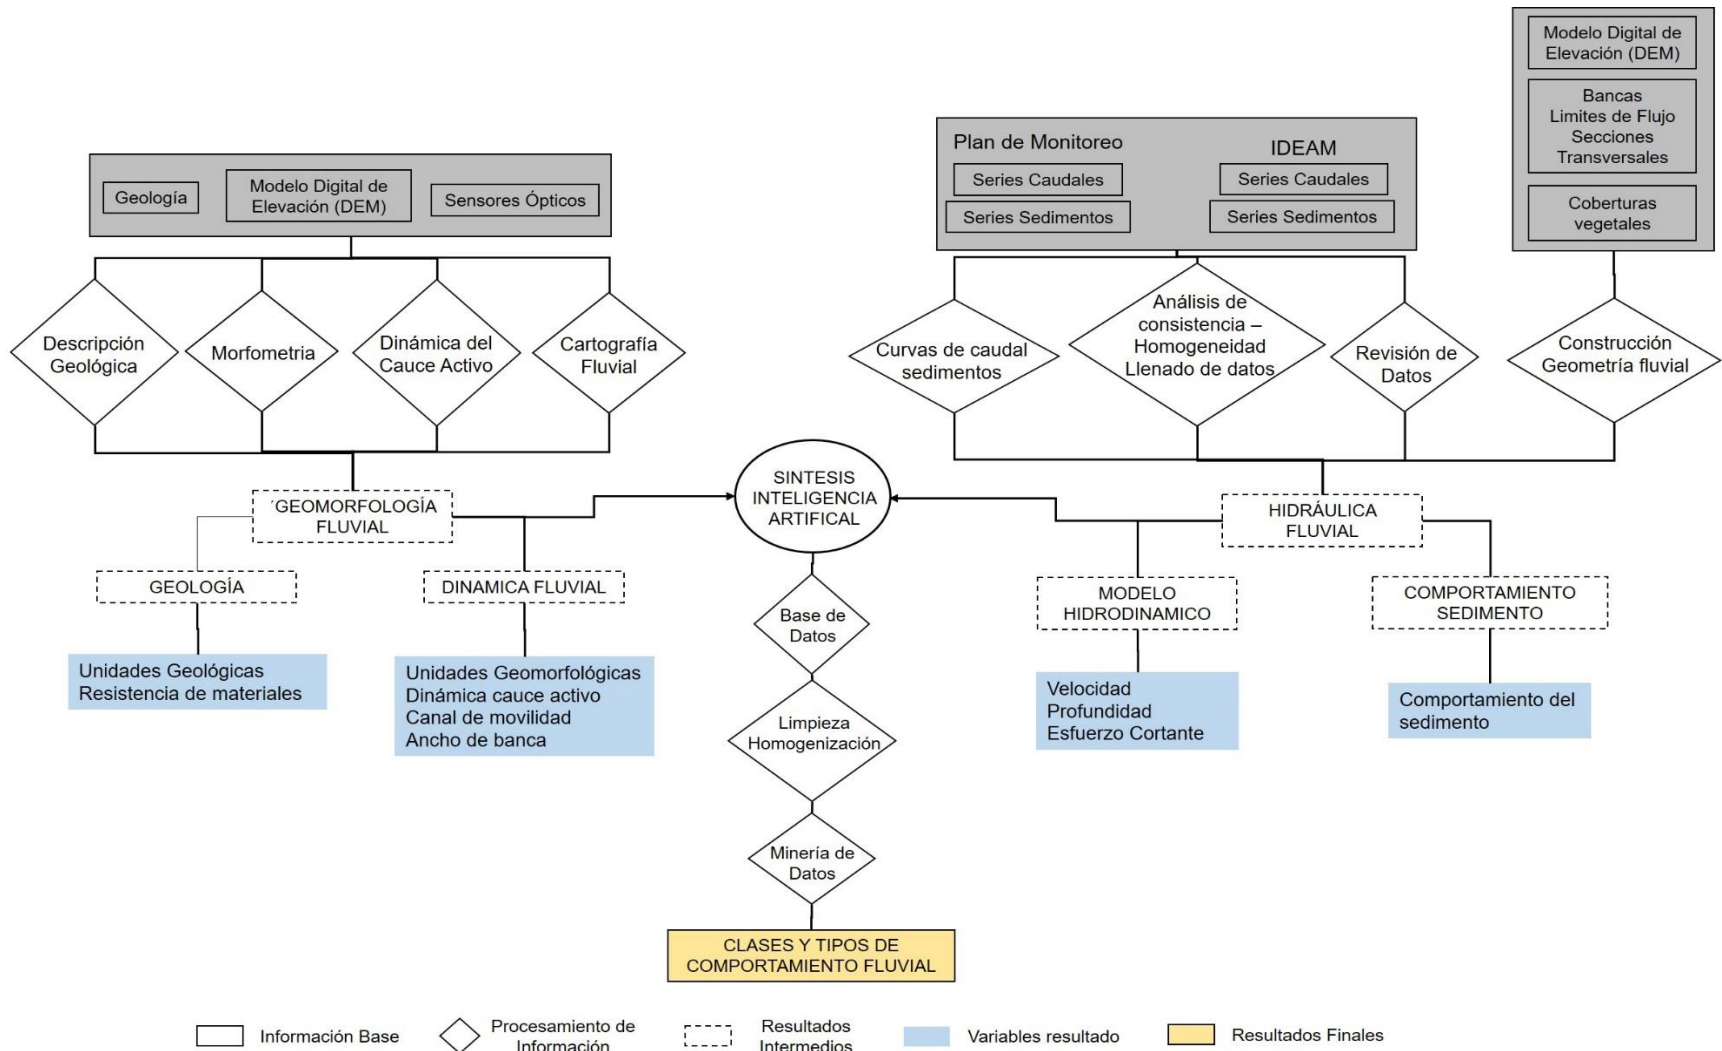 Modelo Digital de
Elevación (DEM)
Bancas
Limites de Flujo
Secciones
Transversales
Coberturas
vegetales
Plan de Monitoreo
IDEAM
Series Caudales
Series Caudales
Series Sedimentos
Series Sedimentos
Geología
Modelo Digital de
Elevación (DEM)
Sensores Ópticos
Descripción
Geológica
Morfometria
Dinámica del
Cauce Activo
Cartografía
Fluvial
Curvas de caudal
sedimentos
Análisis de
consistencia –
Homogeneidad
Llenado de datos
Revisión de
Datos
Construcción
Geometría fluvial
´GEOMORFOLOGÍA
FLUVIAL
SINTESIS
INTELIGENCIA
ARTIFICAL
HIDRÁULICA
FLUVIAL
GEOLOGÍA
DINAMICA FLUVIAL
MODELO
HIDRODINAMICO
COMPORTAMIENTO
SEDIMENTO
Unidades Geológicas
Resistencia de materiales
Unidades Geomorfológicas
Dinámica cauce activo
Canal de movilidad
Ancho de banca
Velocidad
Profundidad
Esfuerzo Cortante
Comportamiento del
sedimento
Base de
Datos
Limpieza
Homogenización
Minería de
Datos
CLASES Y TIPOS DE
COMPORTAMIENTO FLUVIAL
Información Base
Procesamiento de
Información
Resultados
Intermedios
Variables resultado
Resultados Finales